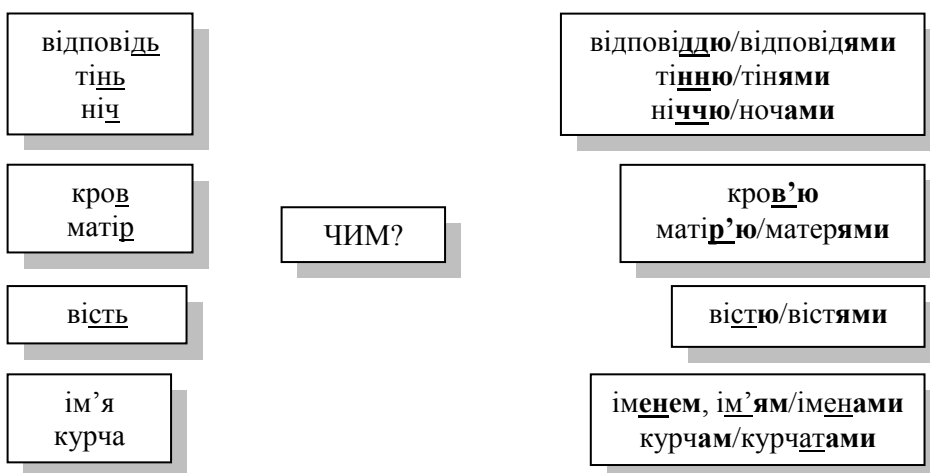 відповідь
тінь
ніч
відповіддю/відповідями
тінню/тінями
ніччю/ночами
кров
матір
ЧИМ?
кров’ю
матір’ю/матерями
вість
вістю/вістями
ім’я
курча
іменем, ім’ям/іменами
курчам/курчатами